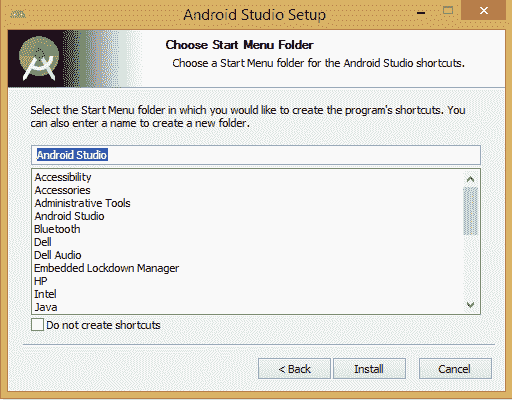 Android Studio Setup
Choose Start Menu Folder
Choose a Start Menu folder for the Android Studio shortcuts.
Select the Start Menu folder in which you would like to create the program's shortcuts. You
can also enter a name to create a new folder.
Android Studio
Accessibility
Accessories
Administrative Tools
Android Studio
Bluetooth
Dell
Dell Audio
Embedded Lockdown Manager
HP
Intel
Java
Do not create shortcuts
< Back
Install
Cancel